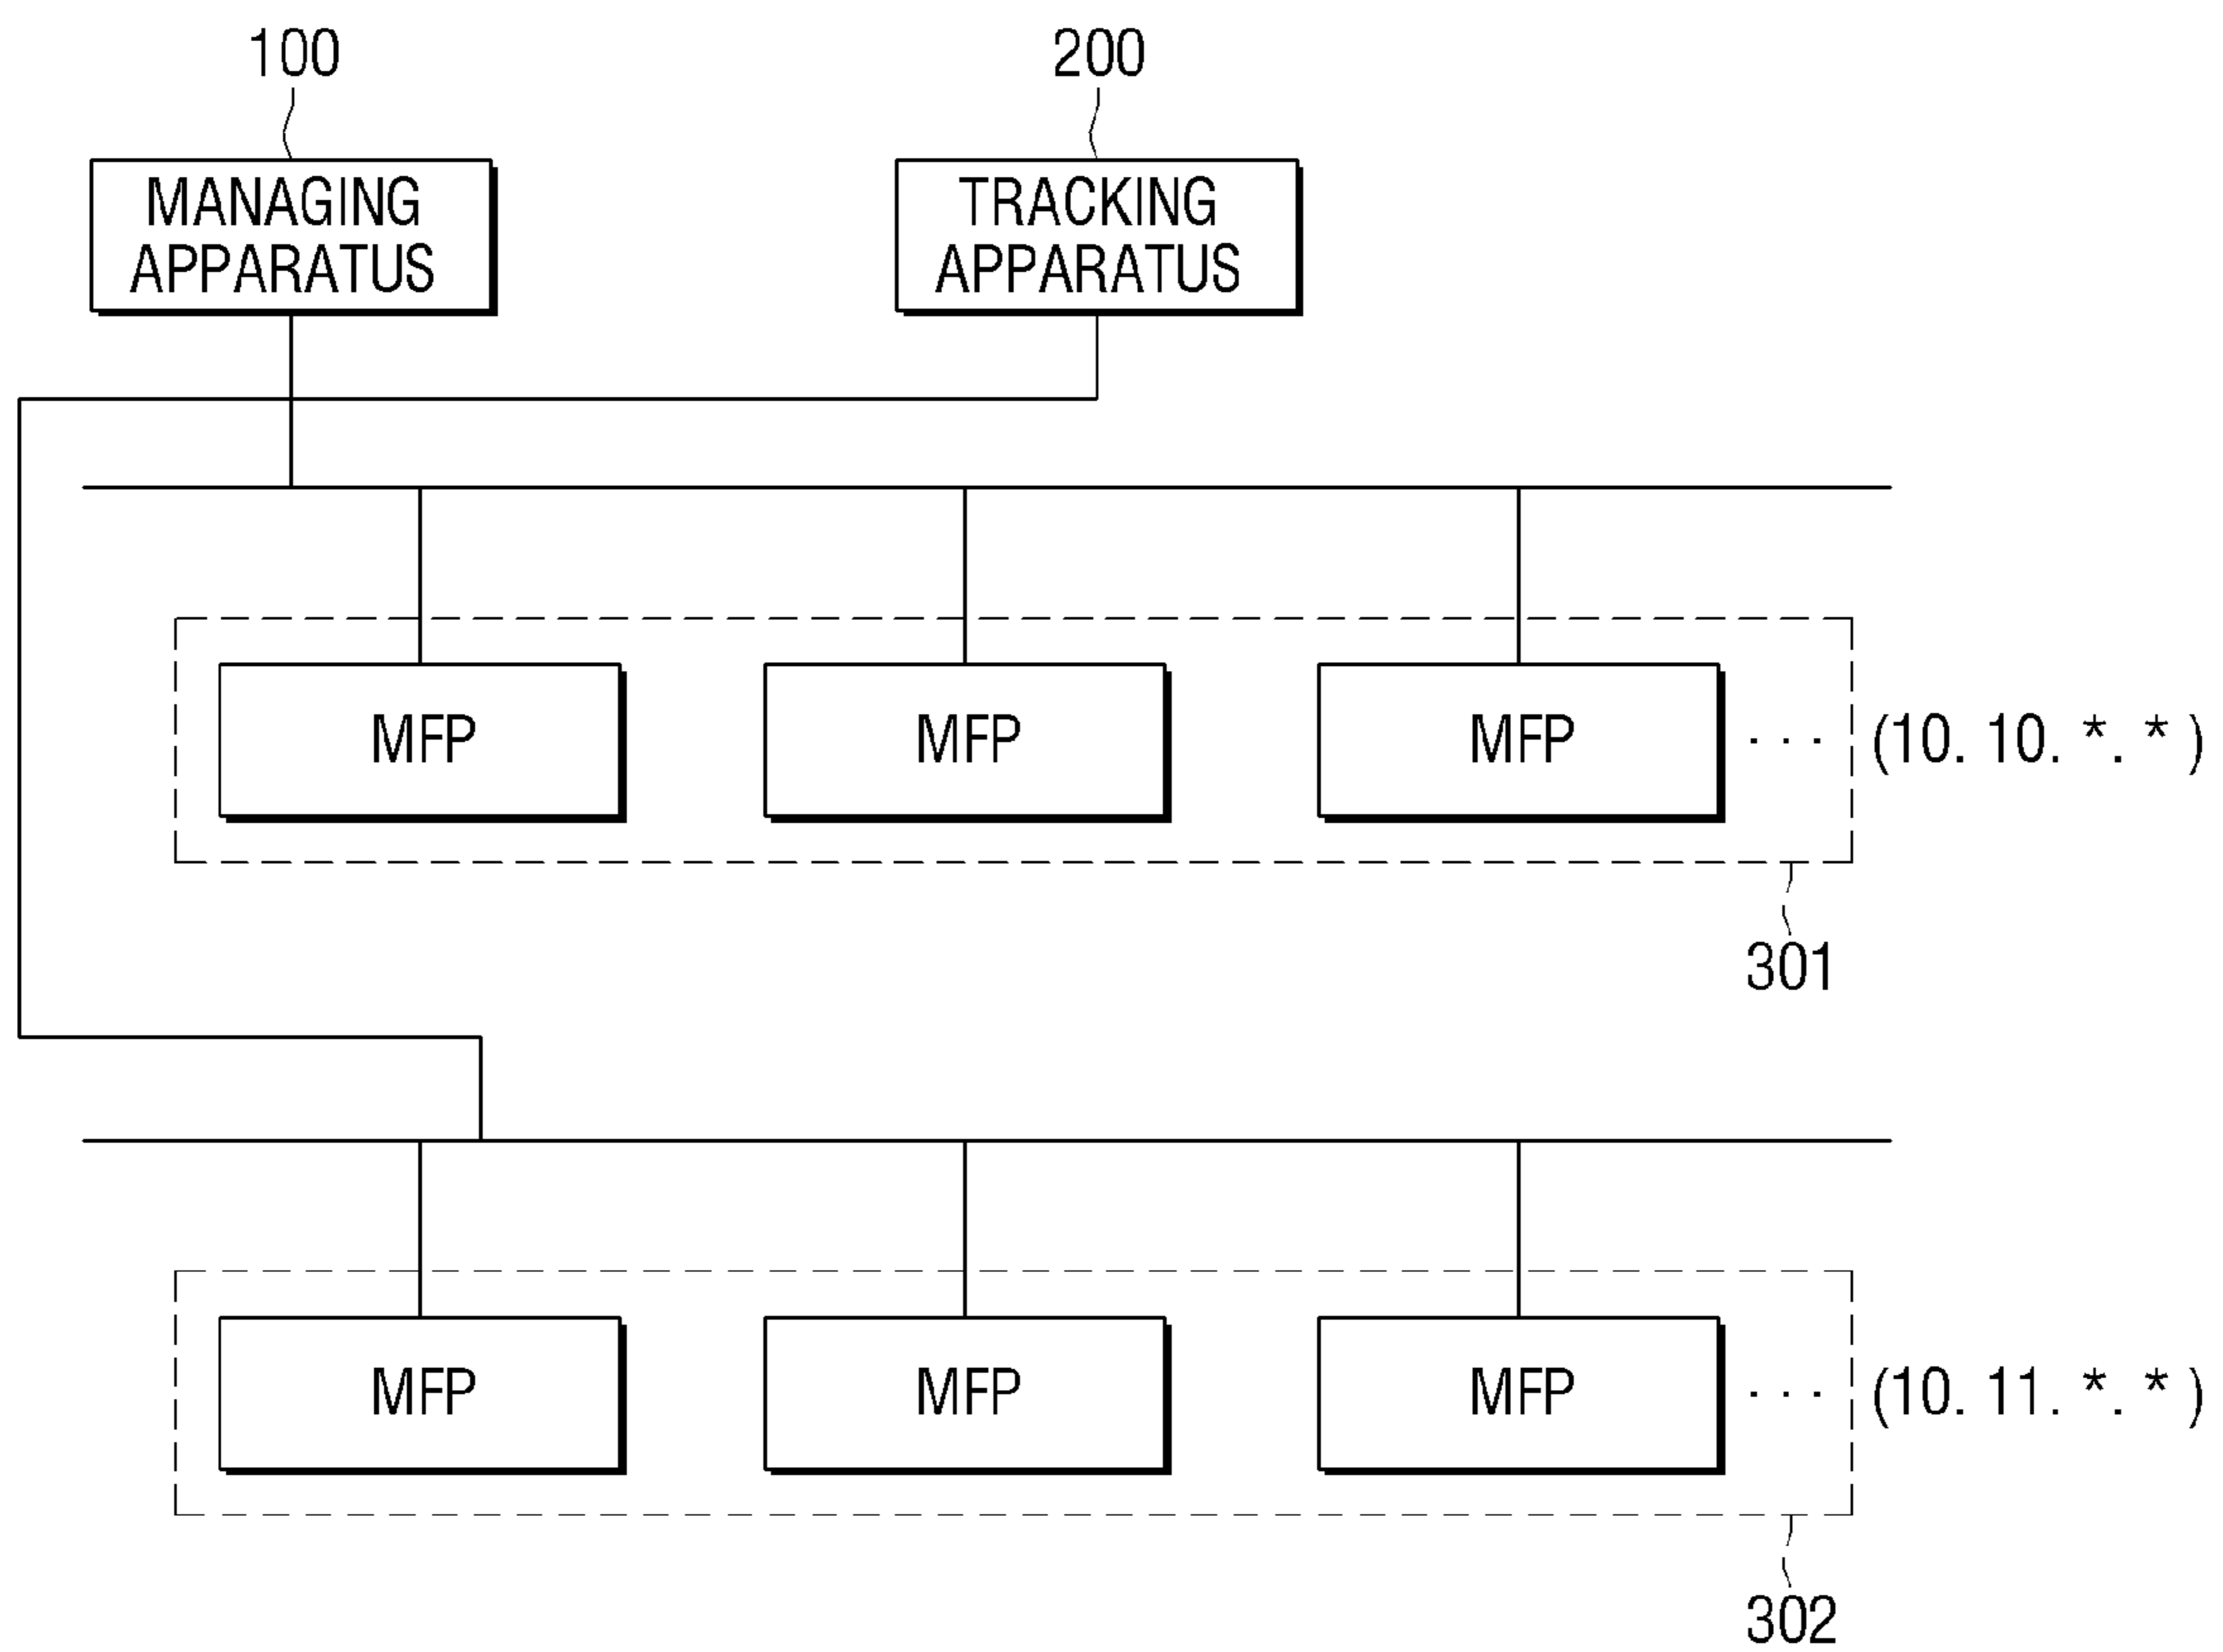 100
200
MANAGING
APPARATUS
TRACKING
APPARATUS
MFP
MFP
MFP
· · ·
(10. 10. *. * )
301
MFP
MFP
MFP
· · ·
(10. 11. *. * )
302